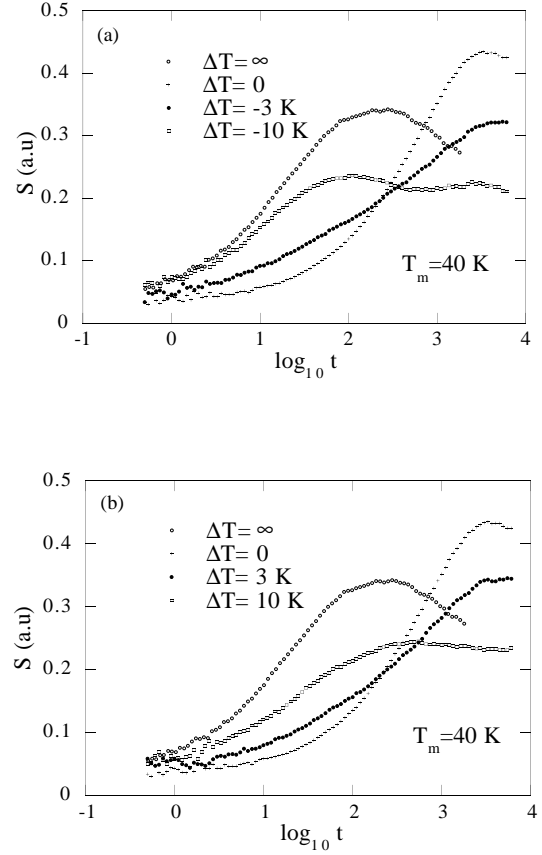 (a)
ΔT= ∞
ΔT= 0
ΔT= -3 K
ΔT= -10 K
T_m=40 K
S (a.u)
0.5
0.4
0.3
0.2
0.1
0
-1 0 1 2 3 4
log_10 t
(b)
ΔT= ∞
ΔT= 0
ΔT= 3 K
ΔT= 10 K
T_m=40 K
S (a.u)
0.5
0.4
0.3
0.2
0.1
0
-1 0 1 2 3 4
log_10 t